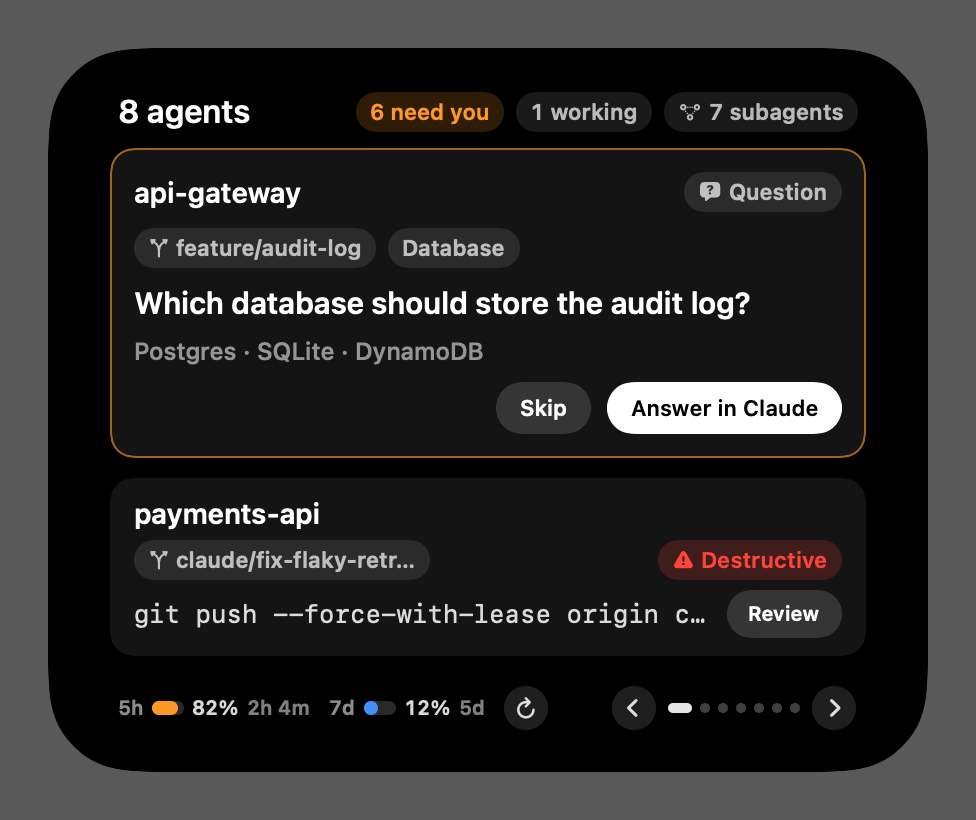 8 agents 6 need you 1 working 7 subagents
api-gateway Question
feature/audit-log Database
Which database should store the audit log?
Postgres · SQLite · DynamoDB
Skip Answer in Claude
payments-api
claude/fix-flaky-retr... Destructive
git push --force-with-lease origin c… Review
5h 82% 2h 4m 7d 12% 5d